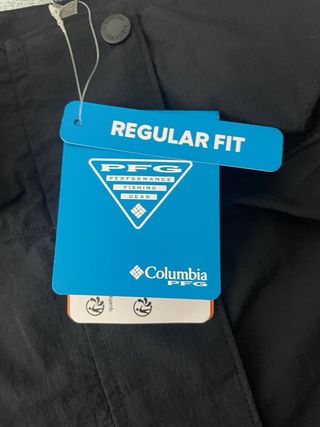 REGULAR FIT
PFG
PERFORMANCE
FISHING
GEAR
Columbia
PFG